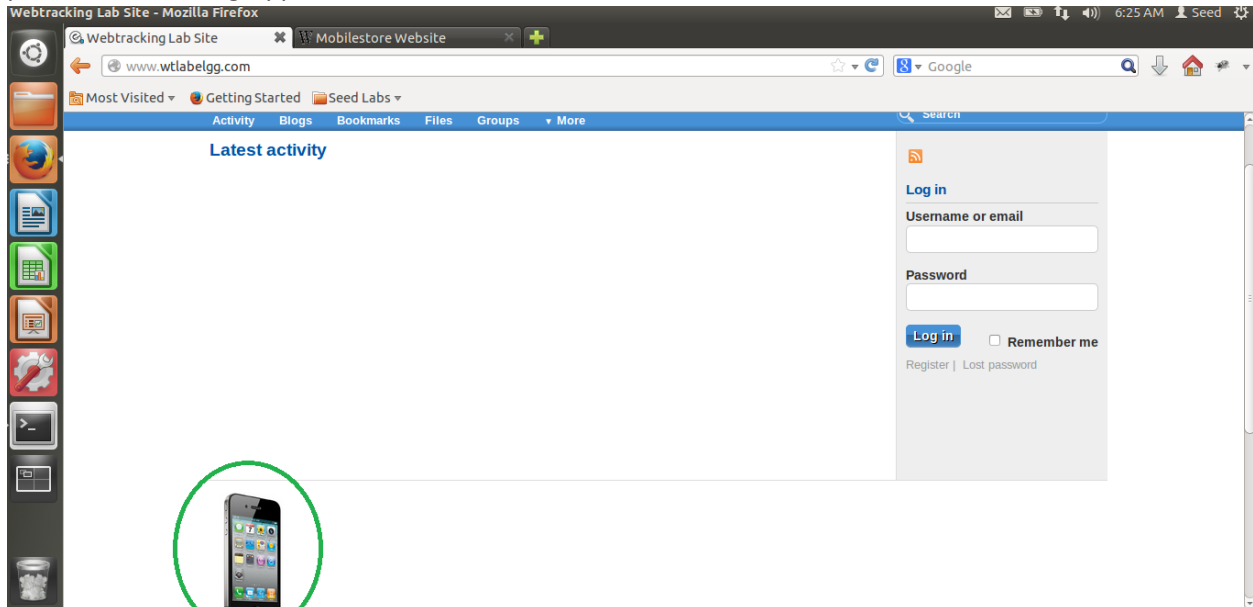 Webtracking Lab Site - Mozilla Firefox 6:25 AM Seed
Webtracking Lab Site Mobilestore Website
www.wtlabelgg.com Google
Most Visited Getting Started Seed Labs
Activity Blogs Bookmarks Files Groups More Search
Latest activity
Log in
Username or email
Password
Log in Remember me
Register | Lost password